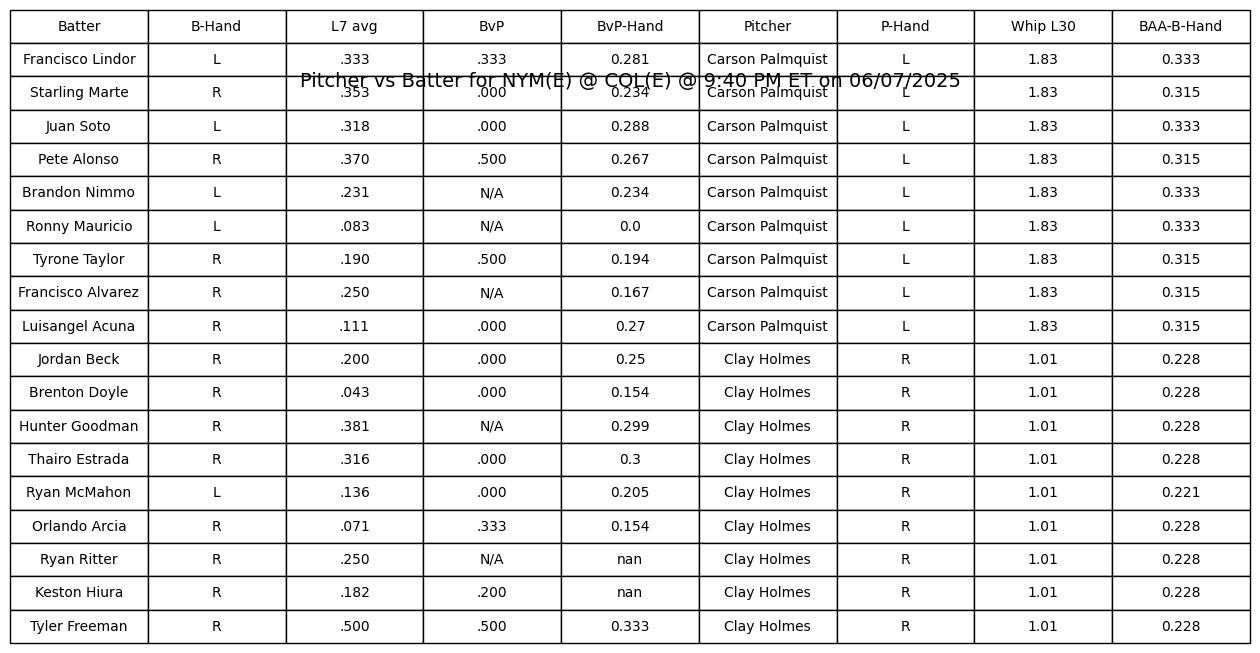 Batter B-Hand L7 avg BvP BvP-Hand Pitcher P-Hand Whip L30 BAA-B-Hand
Francisco Lindor L .333 .333 0.281 Carson Palmquist L 1.83 0.333
Pitcher vs Batter for NYM(E) @ COL(E) @ 9:40 PM ET on 06/07/2025
Starling Marte R .353 .000 0.234 Carson Palmquist L 1.83 0.315
Juan Soto L .318 .000 0.288 Carson Palmquist L 1.83 0.333
Pete Alonso R .370 .500 0.267 Carson Palmquist L 1.83 0.315
Brandon Nimmo L .231 N/A 0.234 Carson Palmquist L 1.83 0.333
Ronny Mauricio L .083 N/A 0.0 Carson Palmquist L 1.83 0.333
Tyrone Taylor R .190 .500 0.194 Carson Palmquist L 1.83 0.315
Francisco Alvarez R .250 N/A 0.167 Carson Palmquist L 1.83 0.315
Luisangel Acuna R .111 .000 0.27 Carson Palmquist L 1.83 0.315
Jordan Beck R .200 .000 0.25 Clay Holmes R 1.01 0.228
Brenton Doyle R .043 .000 0.154 Clay Holmes R 1.01 0.228
Hunter Goodman R .381 N/A 0.299 Clay Holmes R 1.01 0.228
Thairo Estrada R .316 .000 0.3 Clay Holmes R 1.01 0.228
Ryan McMahon L .136 .000 0.205 Clay Holmes R 1.01 0.221
Orlando Arcia R .071 .333 0.154 Clay Holmes R 1.01 0.228
Ryan Ritter R .250 N/A nan Clay Holmes R 1.01 0.228
Keston Hiura R .182 .200 nan Clay Holmes R 1.01 0.228
Tyler Freeman R .500 .500 0.333 Clay Holmes R 1.01 0.228